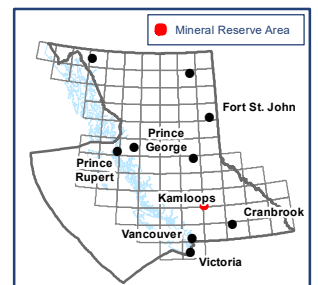 Mineral Reserve Area
Fort St. John
Prince
George
Prince
Rupert
Kamloops
Cranbrook
Vancouver
Victoria